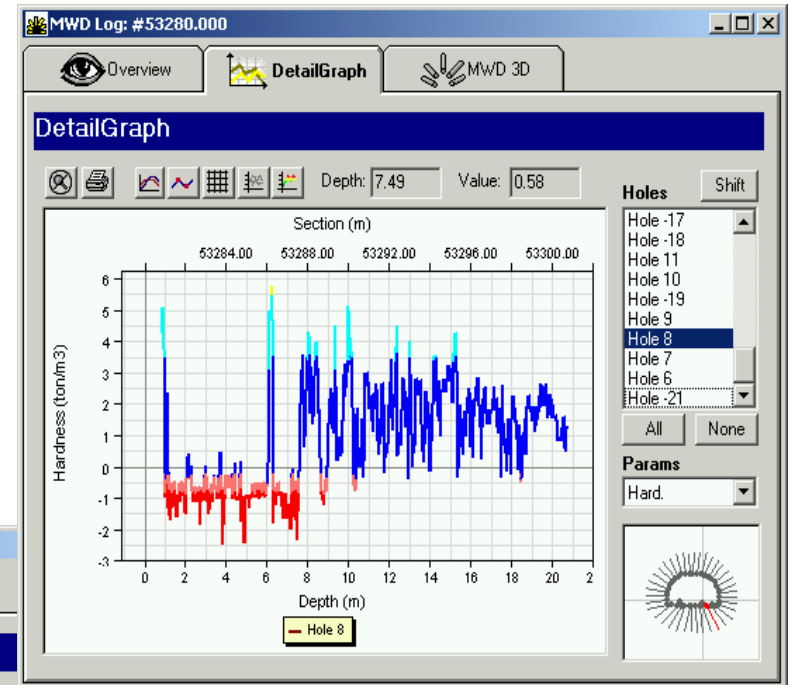 MWD Log: #53280.000
Overview
DetailGraph
MWD 3D
DetailGraph
Depth: 7.49 Value: 0.58
Holes Shift
Section (m)
53284.00 53288.00 53292.00 53296.00 53300.00
6
5
4
3
2
1
0
-1
-2
-3
Hardness (ton/m3)
0 2 4 6 8 10 12 14 16 18 20 2
Depth (m)
Hole 8
Hole -17
Hole -18
Hole 11
Hole 10
Hole -19
Hole 9
Hole 8
Hole 7
Hole 6
Hole -21
All None
Params
Hard.